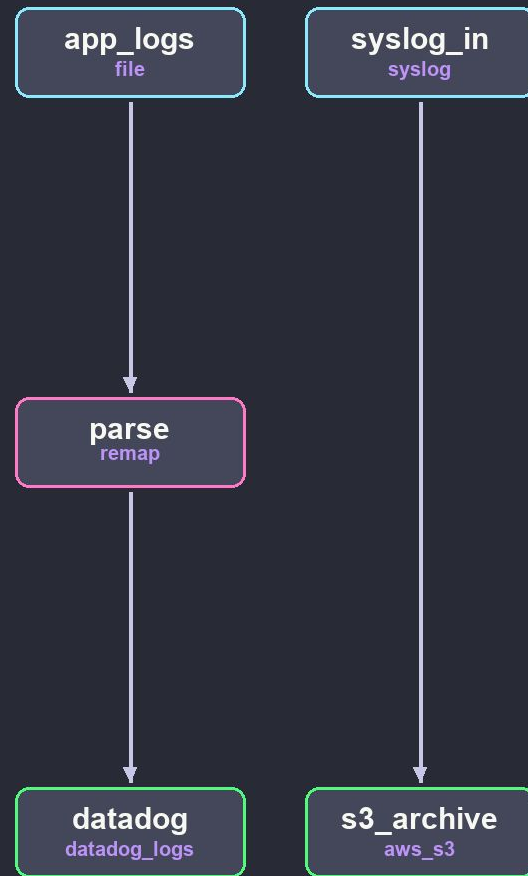 app_logs
file
syslog_in
syslog
parse
remap
datadog
datadog_logs
s3_archive
aws_s3